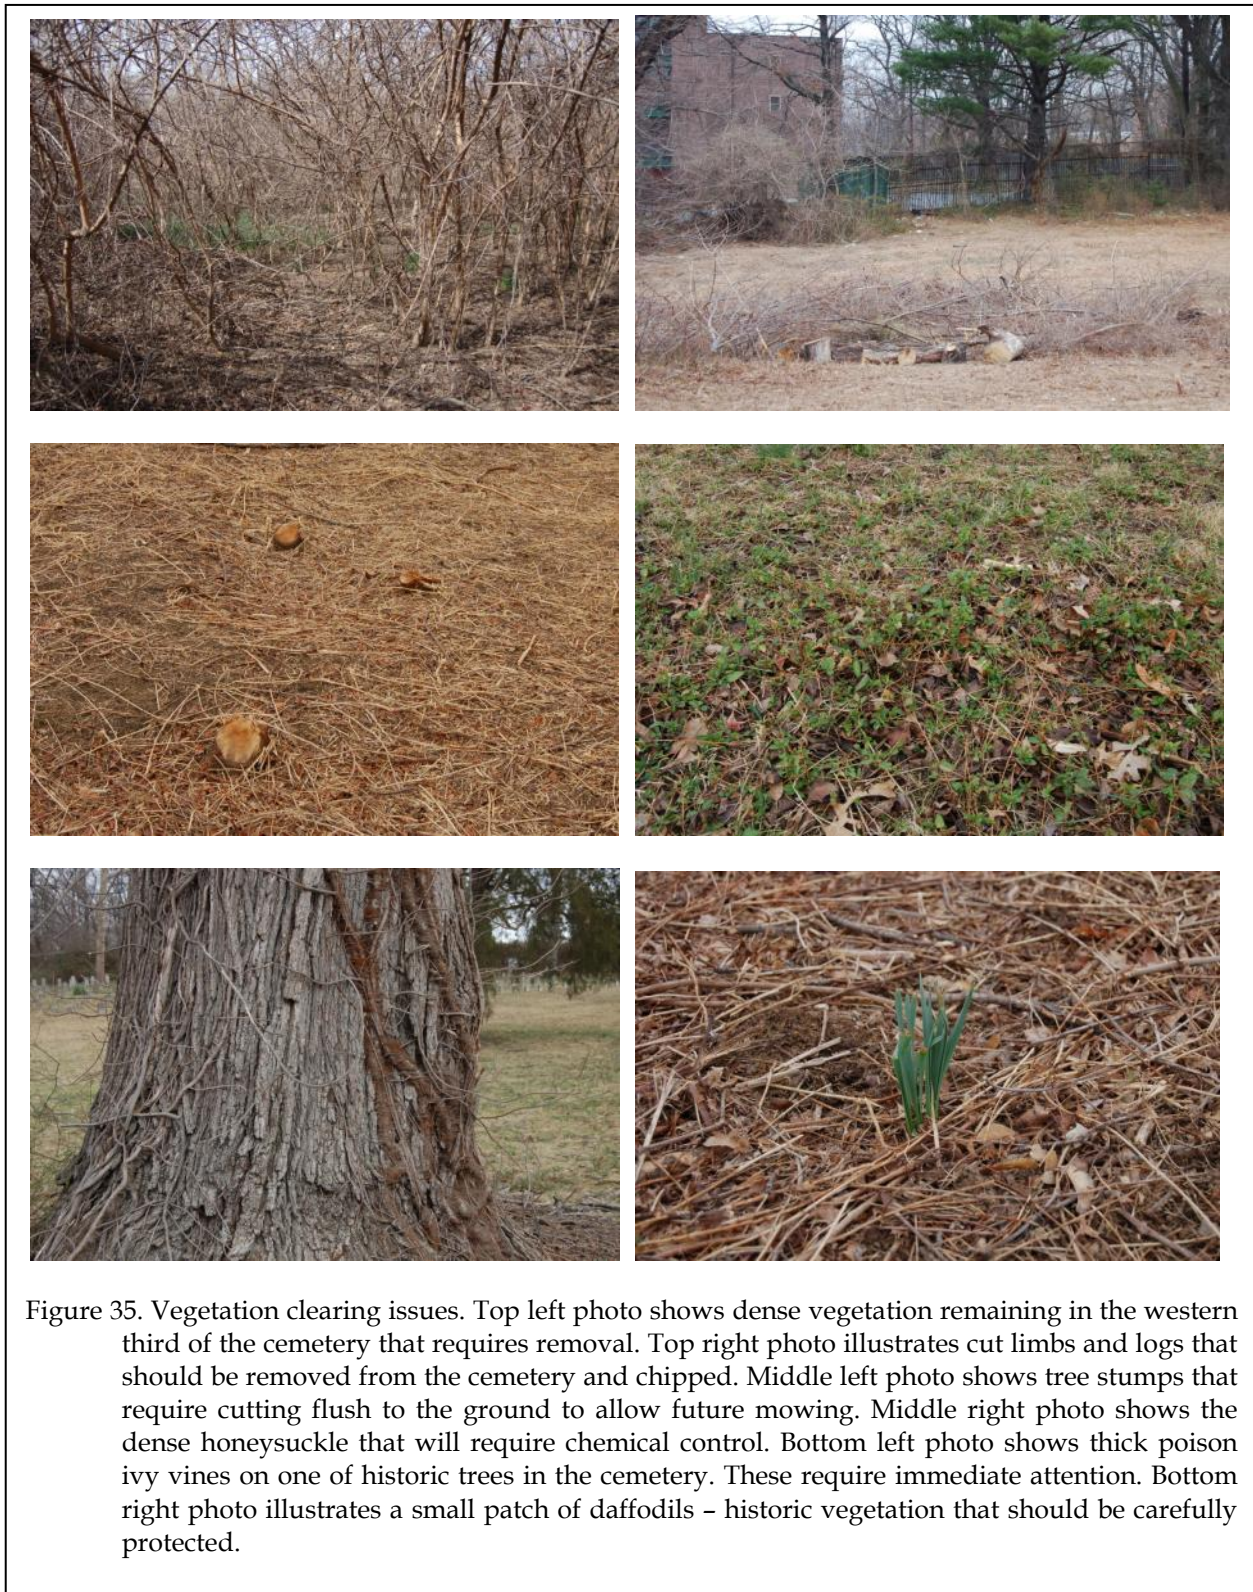 Figure 35. Vegetation clearing issues. Top left photo shows dense vegetation remaining in the western
third of the cemetery that requires removal. Top right photo illustrates cut limbs and logs that
should be removed from the cemetery and chipped. Middle left photo shows tree stumps that
require cutting flush to the ground to allow future mowing. Middle right photo shows the
dense honeysuckle that will require chemical control. Bottom left photo shows thick poison
ivy vines on one of historic trees in the cemetery. These require immediate attention. Bottom
right photo illustrates a small patch of daffodils – historic vegetation that should be carefully
protected.